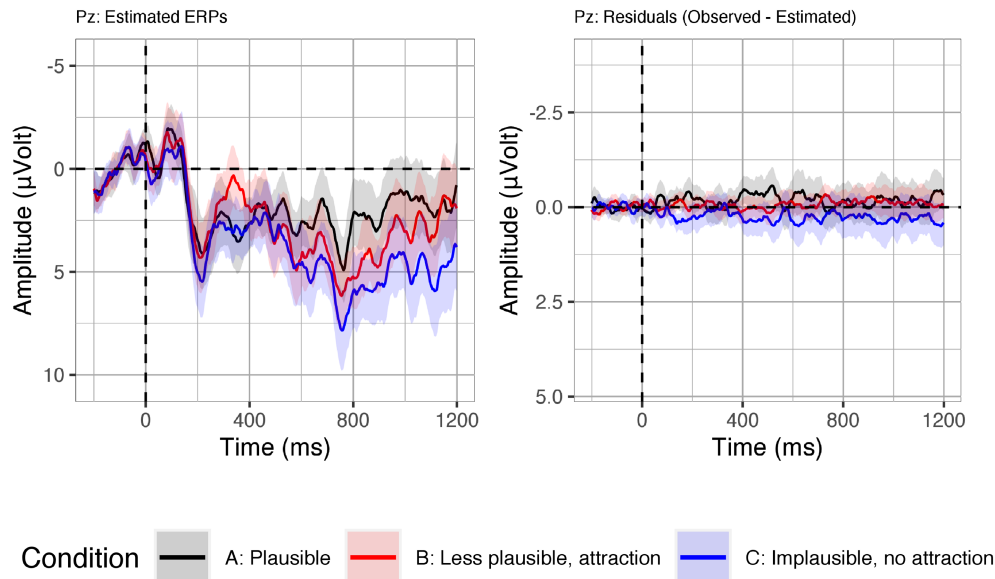 Pz: Estimated ERPs
Pz: Residuals (Observed - Estimated)
Amplitude (µVolt)
-5
0
5
10
0
400
800
1200
Time (ms)
Amplitude (µVolt)
-2.5
0.0
2.5
5.0
0
400
800
1200
Time (ms)
Condition
A: Plausible
B: Less plausible, attraction
C: Implausible, no attraction